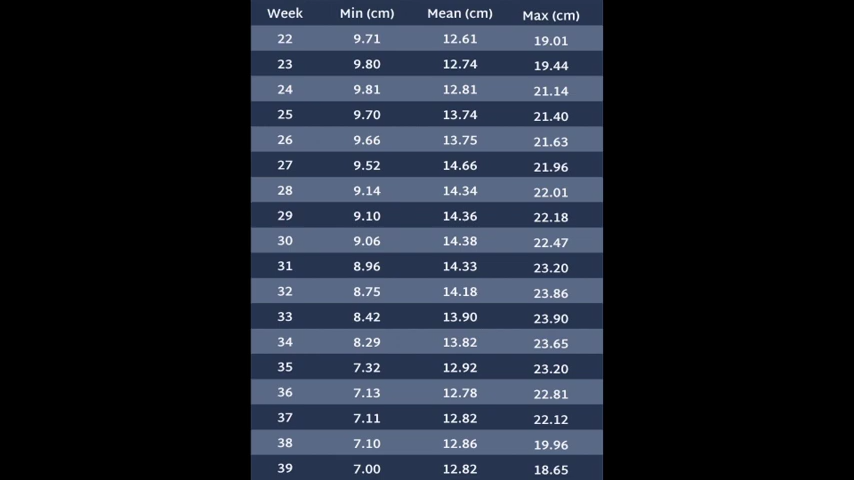 Week Min (cm) Mean (cm) Max (cm)
22 9.71 12.61 19.01
23 9.80 12.74 19.44
24 9.81 12.81 21.14
25 9.70 13.74 21.40
26 9.66 13.75 21.63
27 9.52 14.66 21.96
28 9.14 14.34 22.01
29 9.10 14.36 22.18
30 9.06 14.38 22.47
31 8.96 14.33 23.20
32 8.75 14.18 23.86
33 8.42 13.90 23.90
34 8.29 13.82 23.65
35 7.32 12.92 23.20
36 7.13 12.78 22.81
37 7.11 12.82 22.12
38 7.10 12.86 19.96
39 7.00 12.82 18.65